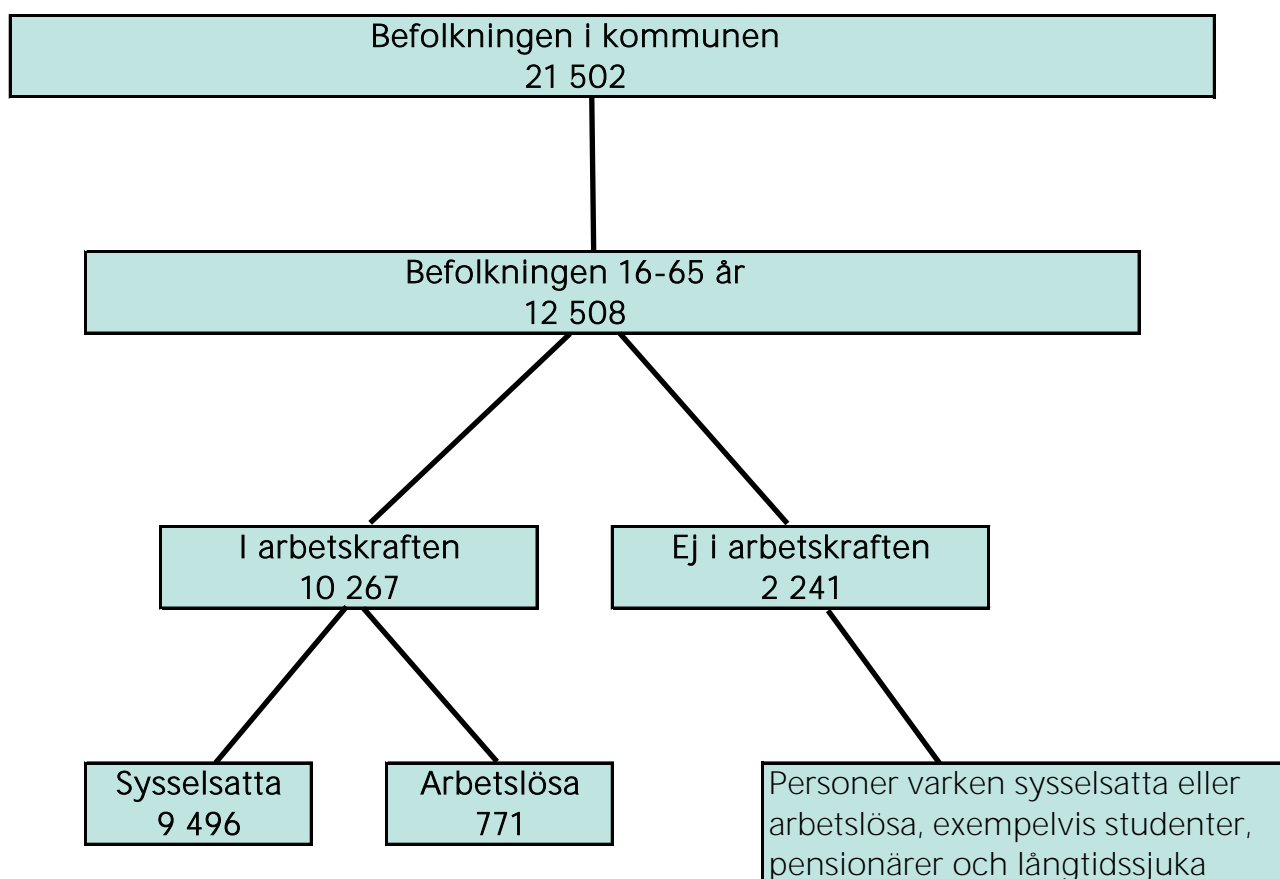 Befolkningen i kommunen
21 502
Befolkningen 16-65 år
12 508
I arbetskraften
10 267
Ej i arbetskraften
2 241
Sysselsatta
9 496
Arbetslösa
771
Personer varken sysselsatta eller
arbetslösa, exempelvis studenter,
pensionärer och långtidssjuka